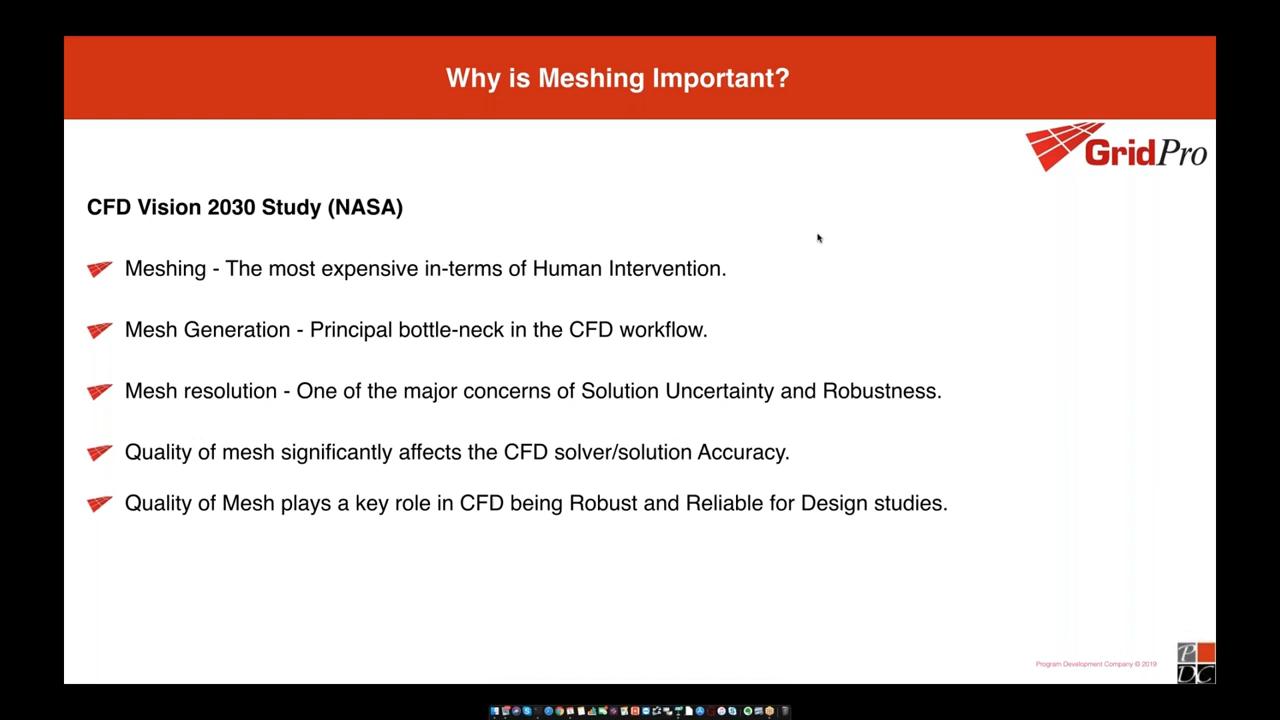 Why is Meshing Important?
GridPro
CFD Vision 2030 Study (NASA)
Meshing - The most expensive in-terms of Human Intervention.
Mesh Generation - Principal bottle-neck in the CFD workflow.
Mesh resolution - One of the major concerns of Solution Uncertainty and Robustness.
Quality of mesh significantly affects the CFD solver/solution Accuracy.
Quality of Mesh plays a key role in CFD being Robust and Reliable for Design studies.
Program Development Company © 2019
P
DC